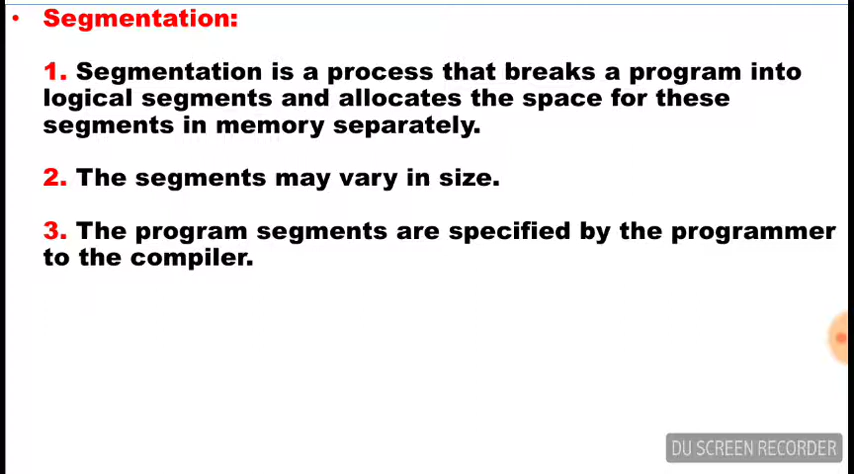 • Segmentation:
1. Segmentation is a process that breaks a program into
logical segments and allocates the space for these
segments in memory separately.
2. The segments may vary in size.
3. The program segments are specified by the programmer
to the compiler.
DU SCREEN RECORDER